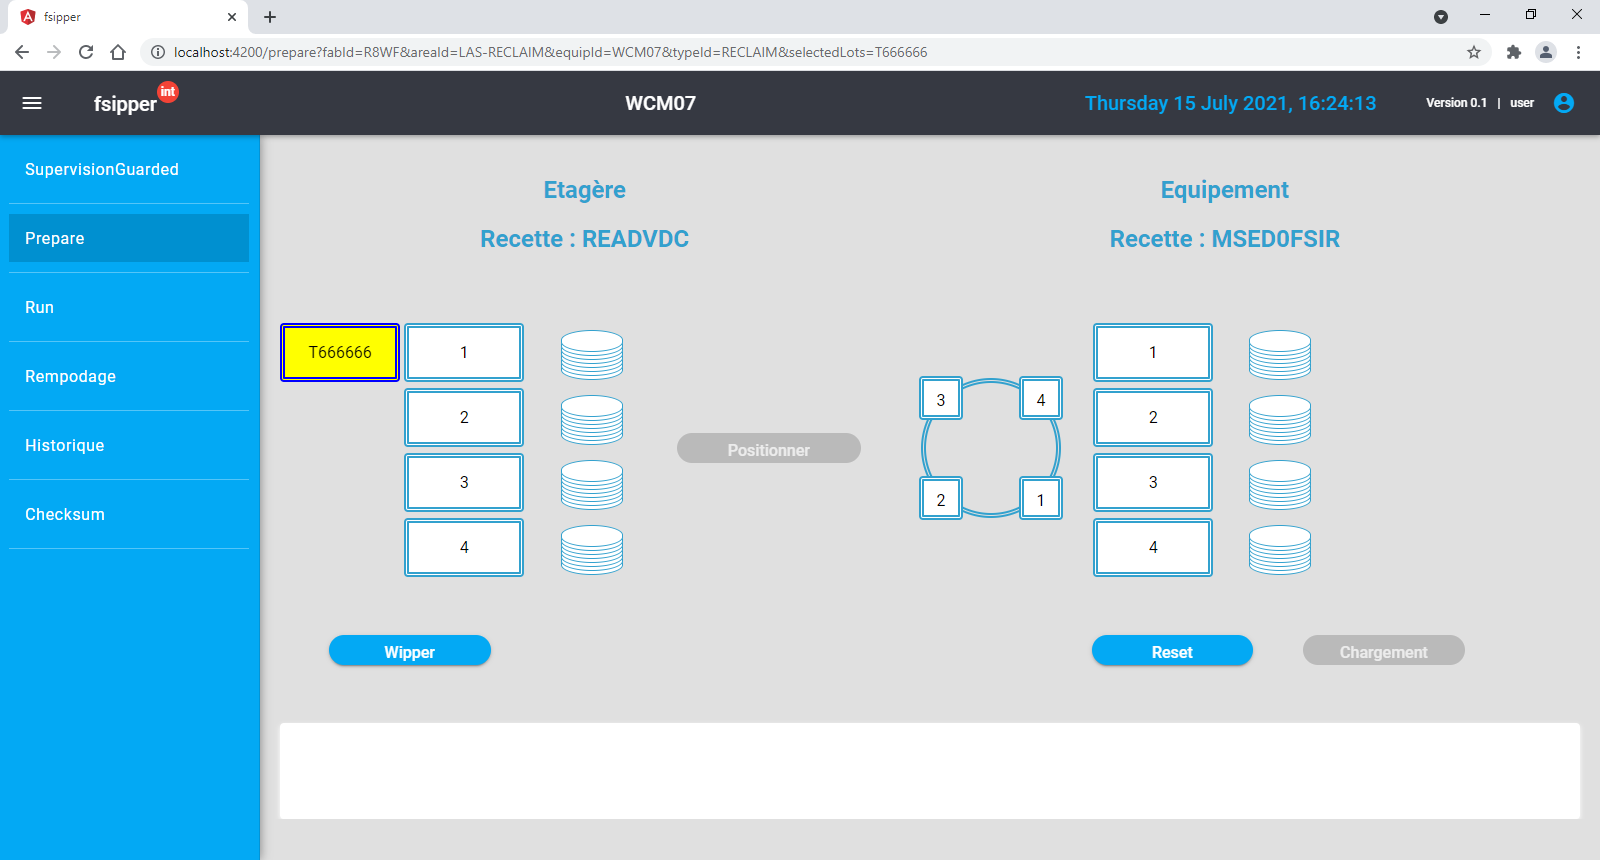 fsipper
localhost:4200/prepare?fabId=R8WF&areaId=LAS-RECLAIM&equipId=WCM07&typeId=RECLAIM&selectedLots=T666666
fsipper int
WCM07
Thursday 15 July 2021, 16:24:13
Version 0.1 | user
SupervisionGuarded
Prepare
Run
Rempodage
Historique
Checksum
Etagère
Recette : READVDC
T666666
1
2
3
4
Positionner
Wipper
Equipement
Recette : MSED0FSIR
3
4
2
1
1
2
3
4
Reset
Chargement